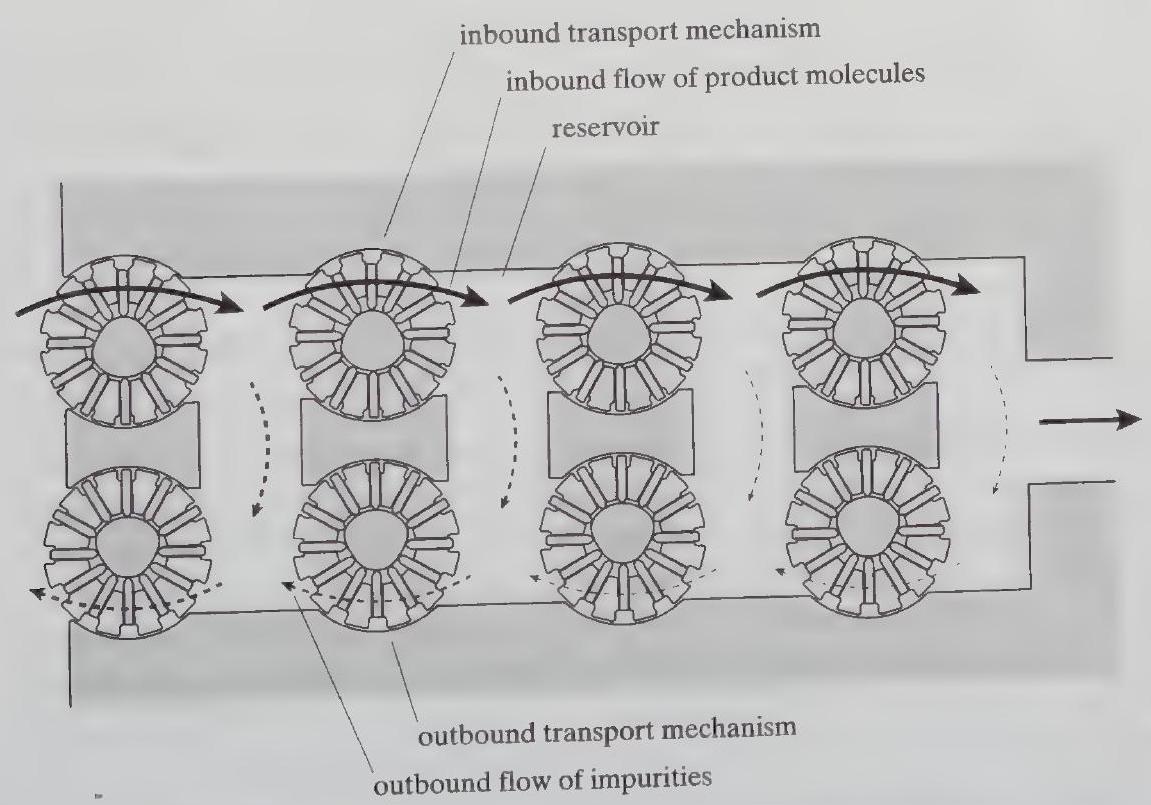 inbound transport mechanism
inbound flow of product molecules
reservoir
outbound transport mechanism
outbound flow of impurities